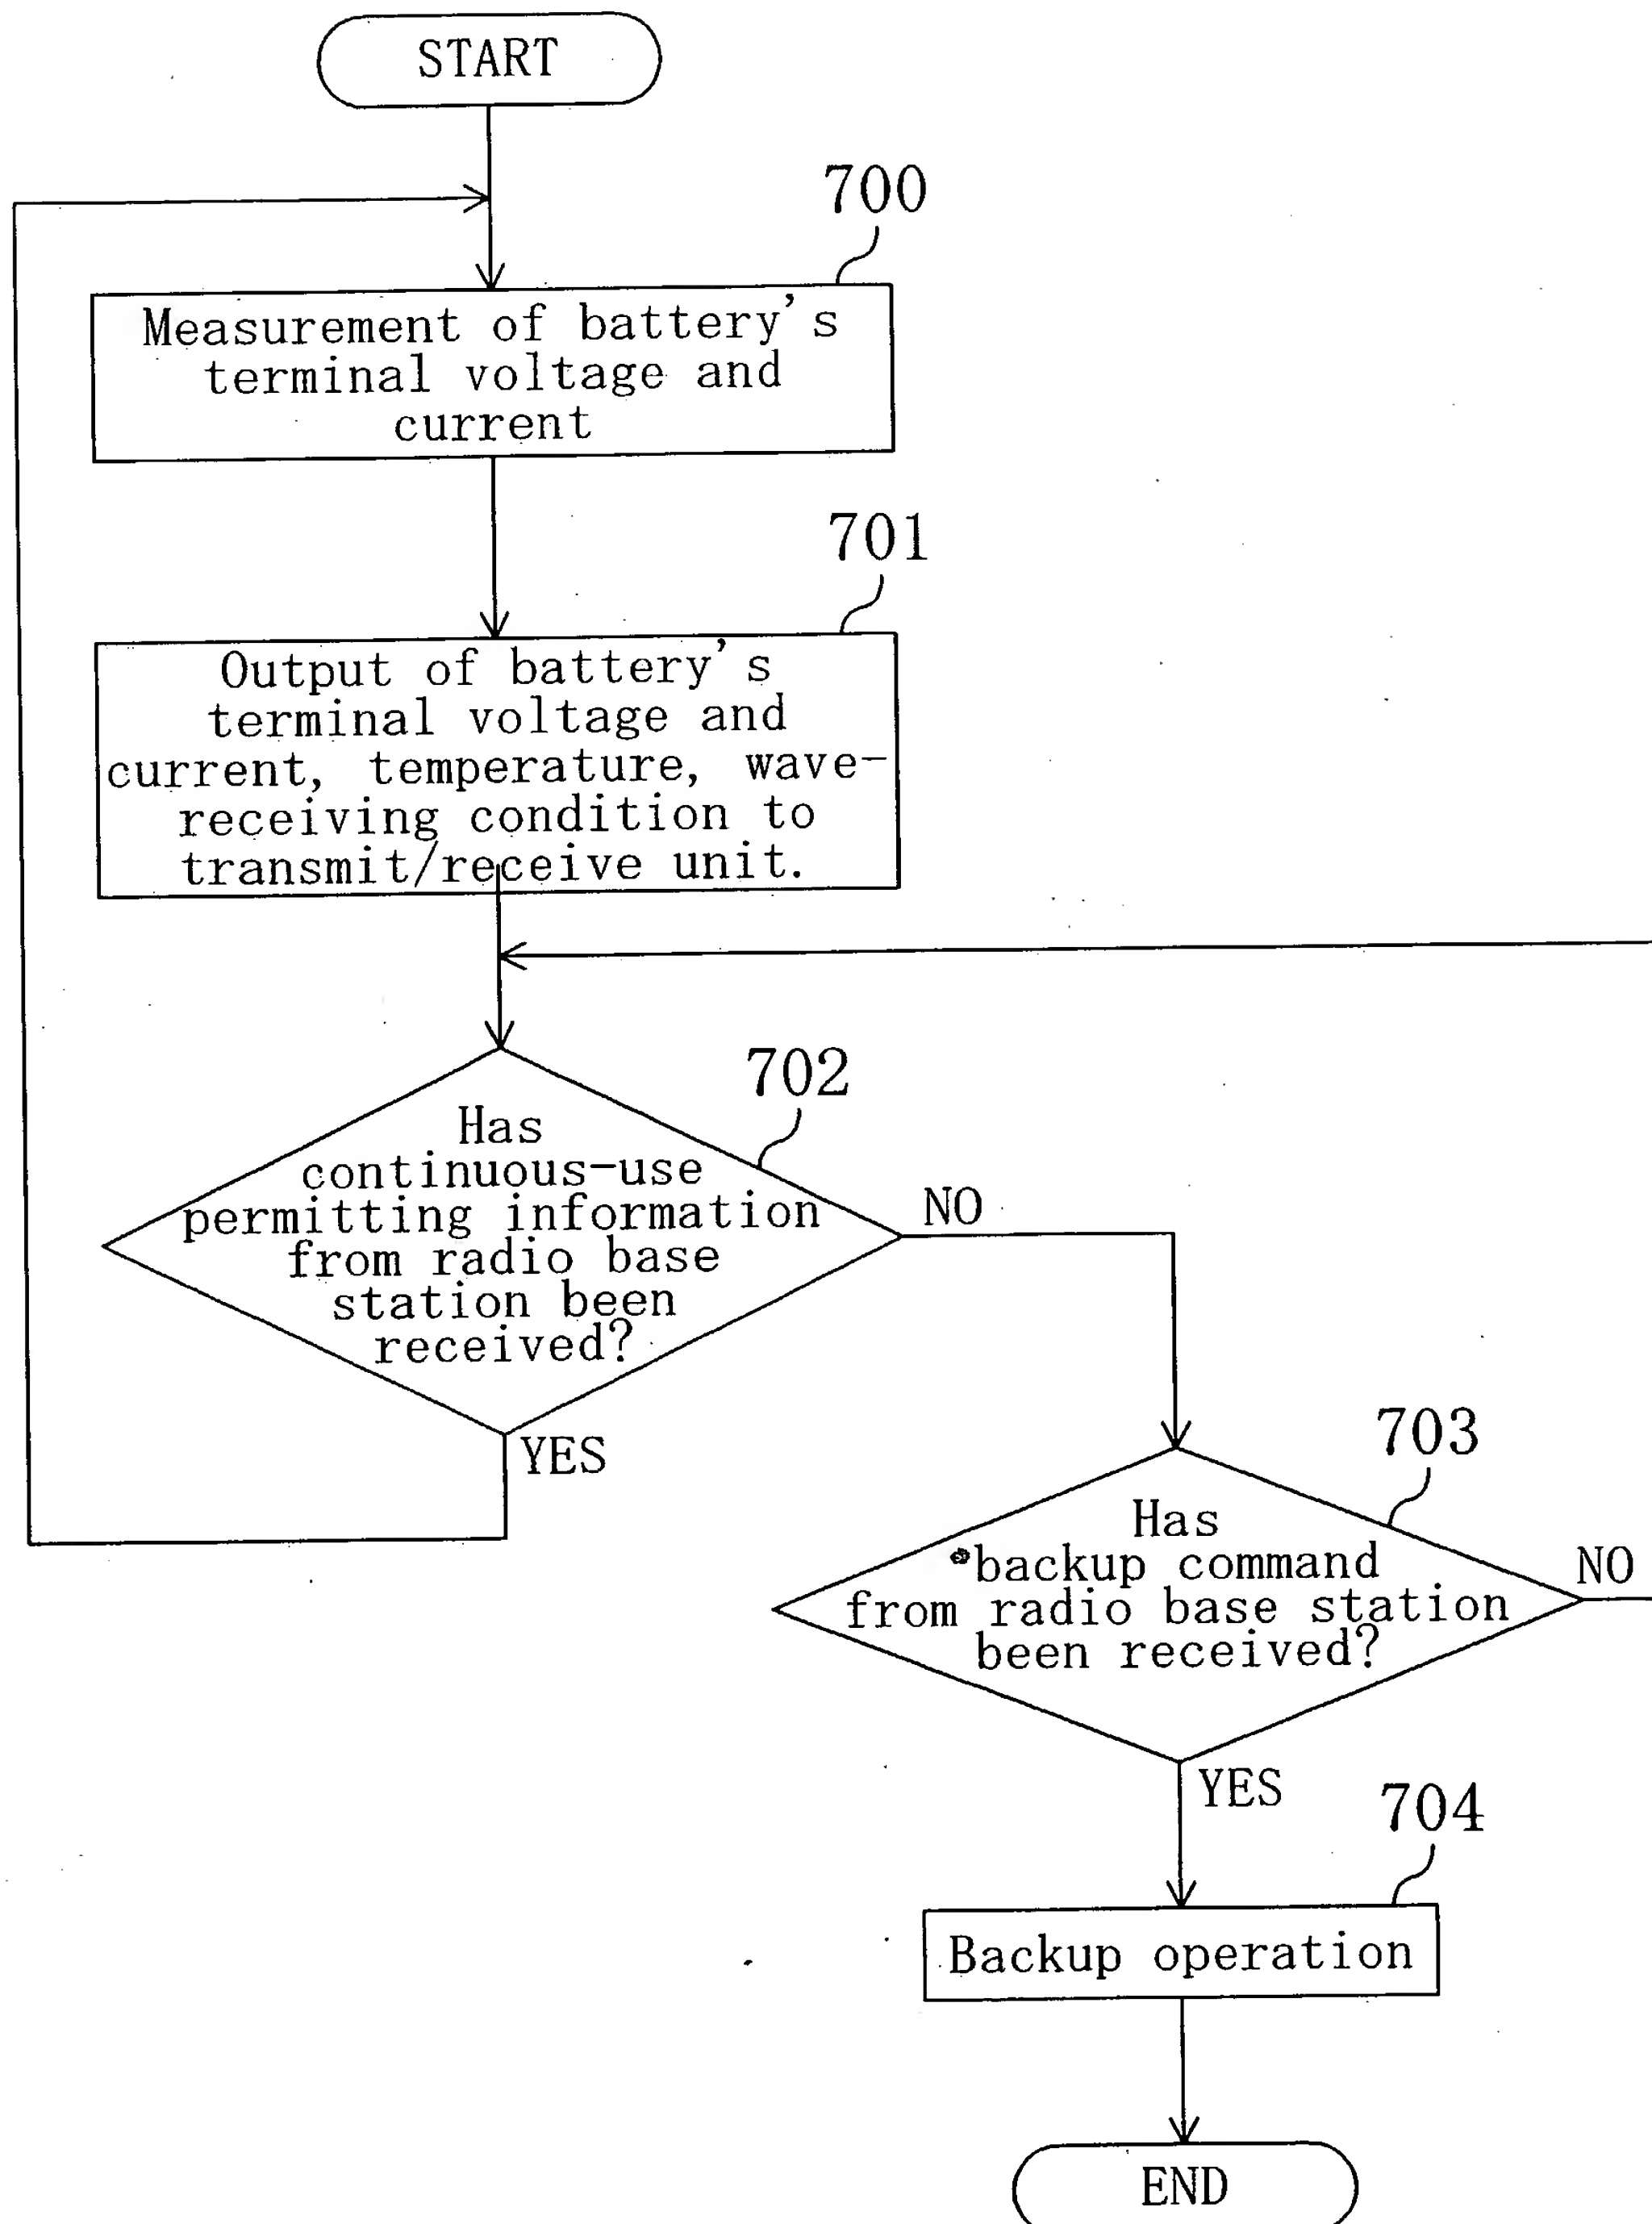 START
700
Measurement of battery's
terminal voltage and
current
701
Output of battery's
terminal voltage and
current, temperature, wave-
receiving condition to
transmit/receive unit.
702
Has
continuous-use
permitting information
from radio base
station been
received?
NO
YES
703
Has
backup command
from radio base station
been received?
NO
YES
704
Backup operation
END